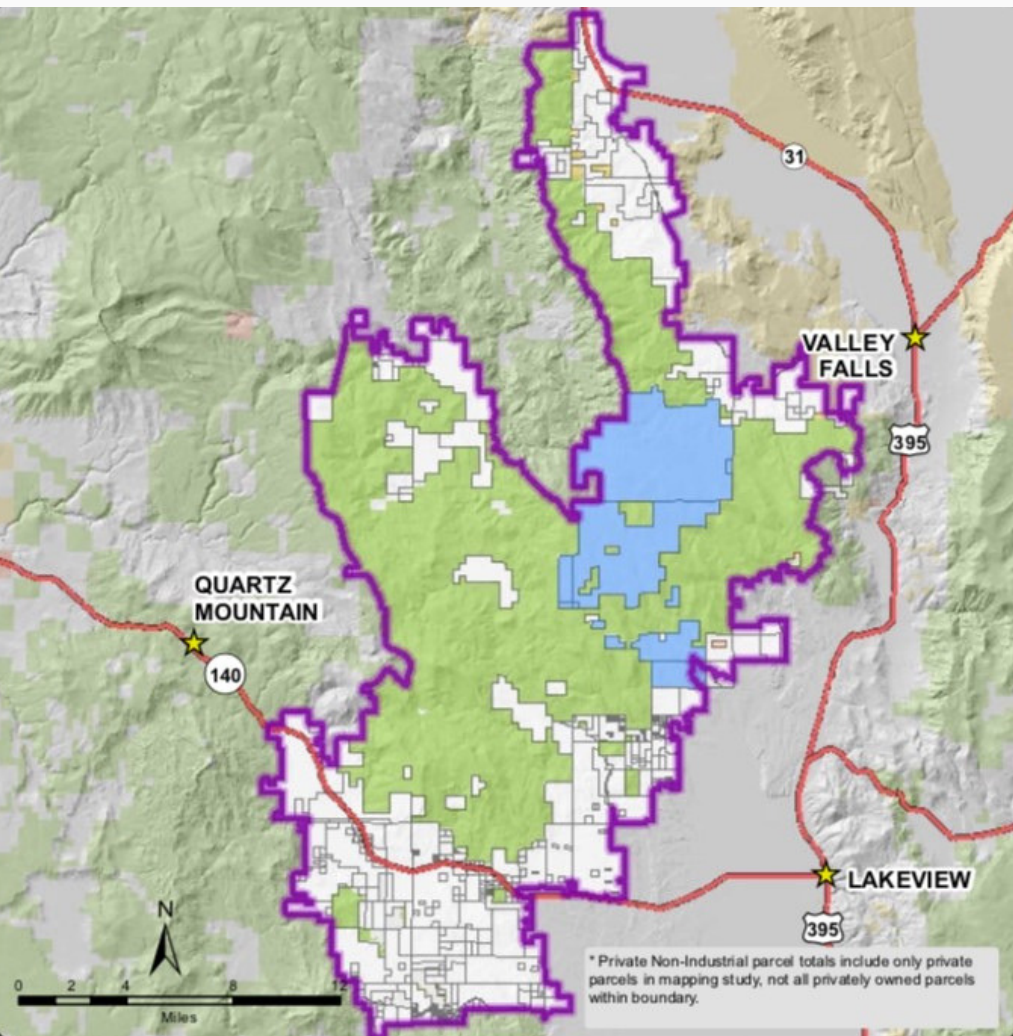 31
VALLEY
FALLS
395
QUARTZ
MOUNTAIN
140
LAKEVIEW
395
N
0 2 4 8 12
Miles
* Private Non-Industrial parcel totals include only private
parcels in mapping study, not all privately owned parcels
within boundary.